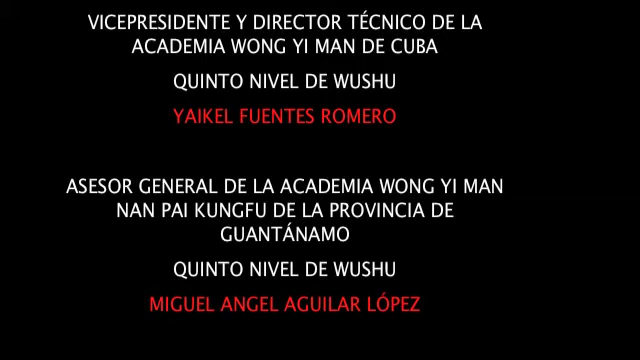 VICEPRESIDENTE Y DIRECTOR TÉCNICO DE LA
ACADEMIA WONG YI MAN DE CUBA
QUINTO NIVEL DE WUSHU
YAIKEL FUENTES ROMERO
ASESOR GENERAL DE LA ACADEMIA WONG YI MAN
NAN PAI KUNGFU DE LA PROVINCIA DE
GUANTÁNAMO
QUINTO NIVEL DE WUSHU
MIGUEL ANGEL AGUILAR LÓPEZ